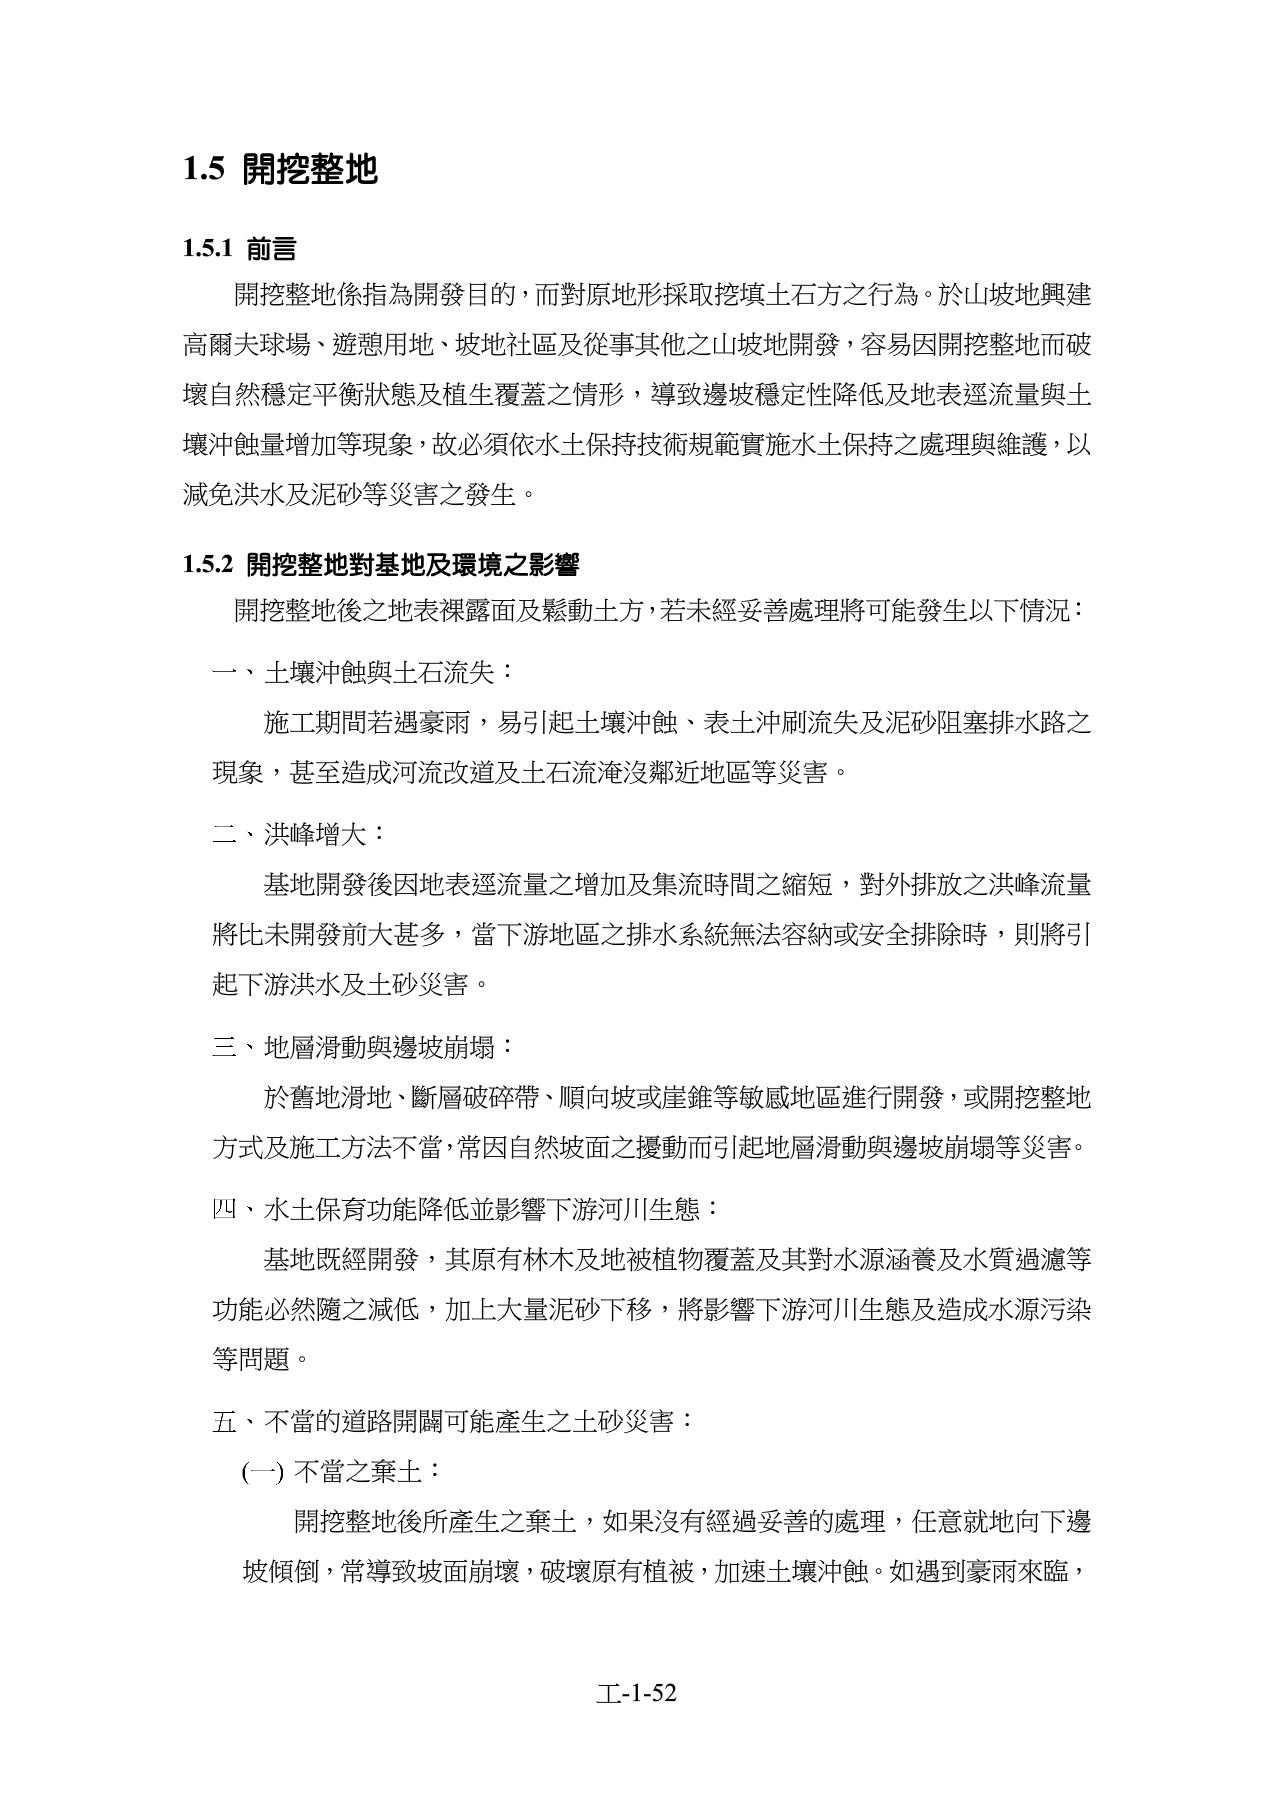 1.5 開挖整地
1.5.1 前言
開挖整地係指為開發目的，而對原地形採取挖填土石方之行為。於山坡地興建
高爾夫球場、遊憩用地、坡地社區及從事其他之山坡地開發，容易因開挖整地而破
壞自然穩定平衡狀態及植生覆蓋之情形，導致邊坡穩定性降低及地表逕流量與土
壤沖蝕量增加等現象，故必須依水土保持技術規範實施水土保持之處理與維護，以
減免洪水及泥砂等災害之發生。
1.5.2 開挖整地對基地及環境之影響
開挖整地後之地表裸露面及鬆動土方，若未經妥善處理將可能發生以下情況：
一、土壤沖蝕與土石流失：
施工期間若遇豪雨，易引起土壤沖蝕、表土沖刷流失及泥砂阻塞排水路之
現象，甚至造成河流改道及土石流淹沒鄰近地區等災害。
二、洪峰增大：
基地開發後因地表逕流量之增加及集流時間之縮短，對外排放之洪峰流量
將比未開發前大甚多，當下游地區之排水系統無法容納或安全排除時，則將引
起下游洪水及土砂災害。
三、地層滑動與邊坡崩塌：
於舊地滑地、斷層破碎帶、順向坡或崖錐等敏感地區進行開發，或開挖整地
方式及施工方法不當，常因自然坡面之擾動而引起地層滑動與邊坡崩塌等災害。
四、水土保育功能降低並影響下游河川生態：
基地既經開發，其原有林木及地被植物覆蓋及其對水源涵養及水質過濾等
功能必然隨之減低，加上大量泥砂下移，將影響下游河川生態及造成水源污染
等問題。
五、不當的道路開闢可能產生之土砂災害：
(一) 不當之棄土：
開挖整地後所產生之棄土，如果沒有經過妥善的處理，任意就地向下邊
坡傾倒，常導致坡面崩壞，破壞原有植被，加速土壤沖蝕。如遇到豪雨來臨，
工-1-52